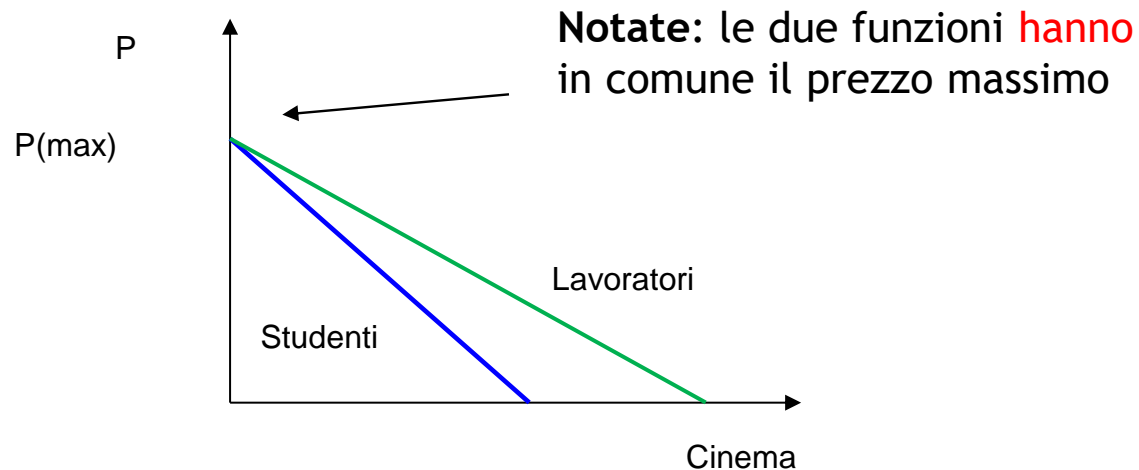 Notate: le due funzioni hanno
in comune il prezzo massimo
P
P(max)
Lavoratori
Studenti
Cinema